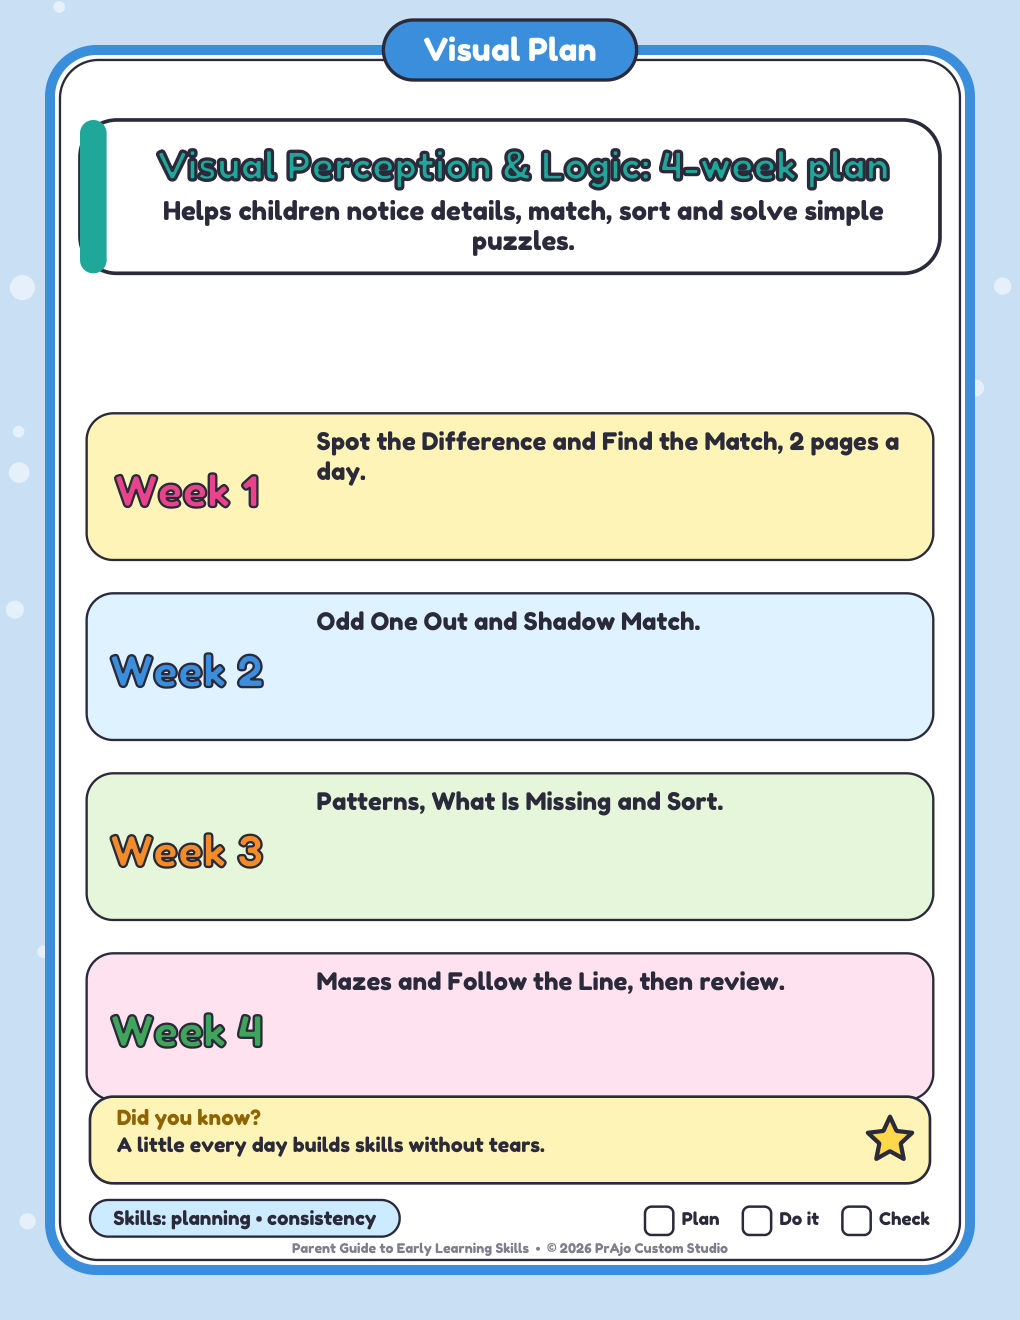 Visual Plan
Visual Perception & Logic: 4-week plan
Helps children notice details, match, sort and solve simple
puzzles.
Spot the Difference and Find the Match, 2 pages a
day.
Week 1
Odd One Out and Shadow Match.
Week 2
Patterns, What Is Missing and Sort.
Week 3
Mazes and Follow the Line, then review.
Week 4
Did you know?
A little every day builds skills without tears.
Skills: planning • consistency
Plan
Do it
Check
Parent Guide to Early Learning Skills • © 2026 PrAjo Custom Studio